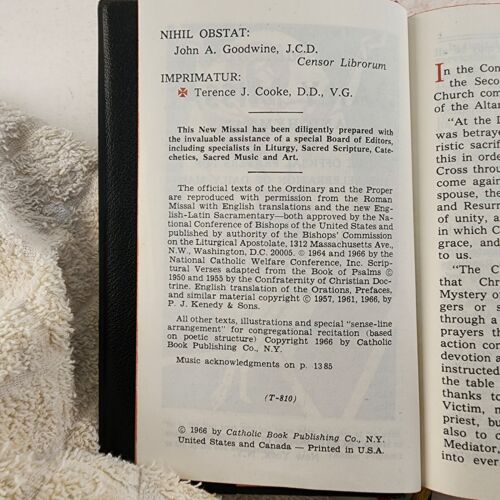 NIHIL OBSTAT:
John A. Goodwine, J.C.D.
Censor Librorum
IMPRIMATUR:
✠ Terence J. Cooke, D.D., V.G.
This New Missal has been diligently prepared with
the invaluable assistance of a special Board of Editors,
including specialists in Liturgy, Sacred Scripture, Cate-
chetics, Sacred Music and Art.
The official texts of the Ordinary and the Proper
are reproduced with permission from the Roman
Missal with English translations and the new Eng-
lish-Latin Sacramentary—both approved by the Na-
tional Conference of Bishops of the United States and
published by authority of the Bishops' Commission
on the Liturgical Apostolate, 1312 Massachusetts Ave.,
N.W., Washington, D.C. 20005. © 1964 and 1966 by the
National Catholic Welfare Conference, Inc. Scrip-
tural Verses adapted from the Book of Psalms ©
1950 and 1955 by the Confraternity of Christian Doc-
trine. English translation of the Orations, Prefaces,
and similar material copyright © 1957, 1961, 1966, by
P. J. Kenedy & Sons.
All other texts, illustrations and special "sense-line
arrangement" for congregational recitation (based
on poetic structure) Copyright 1966 by Catholic
Book Publishing Co., N.Y.
Music acknowledgments on p. 1385
(T-810)
© 1966 by Catholic Book Publishing Co., N.Y.
United States and Canada — Printed in U.S.A.
In the Con
the Secon
Church com
of the Alta
"At the L
was betraye
ristic sacrif
this in orde
Cross throu
come again
spouse, the
and Resurr
of unity, a
in which C
grace, and
to us.
"The C
that Chr
Mystery o
gers or s
through a
prayers th
action con
devotion a
instructed
the table
thanks to
Victim, n
priest, bu
also to o
Mediator,
into ever